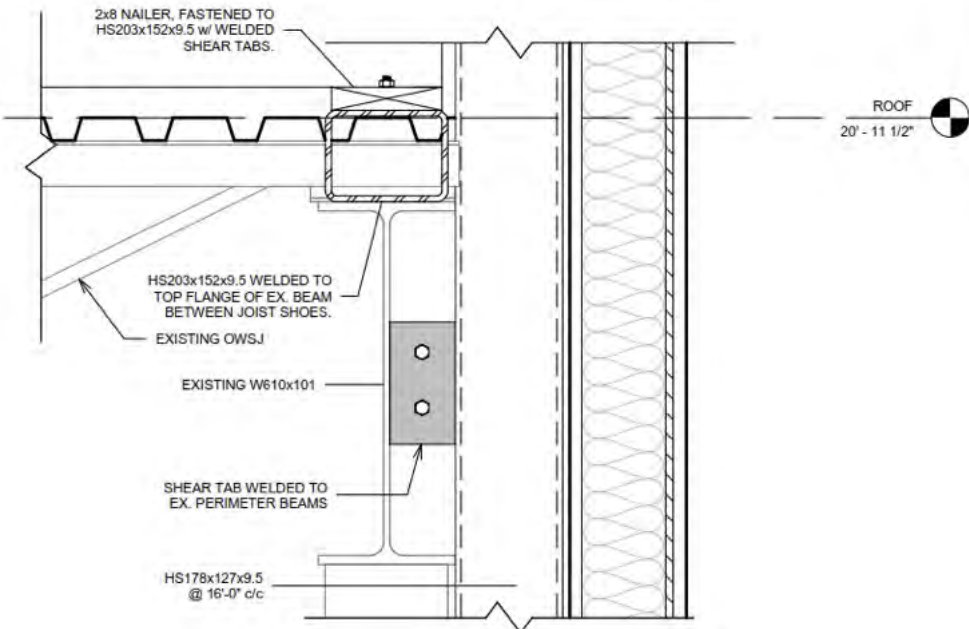 2x8 NAILER, FASTENED TO
HS203x152x9.5 w/ WELDED
SHEAR TABS.
ROOF
20' - 11 1/2"
HS203x152x9.5 WELDED TO
TOP FLANGE OF EX. BEAM
BETWEEN JOIST SHOES.
EXISTING OWSJ
EXISTING W610x101
SHEAR TAB WELDED TO
EX. PERIMETER BEAMS
HS178x127x9.5
@ 16'-0" c/c